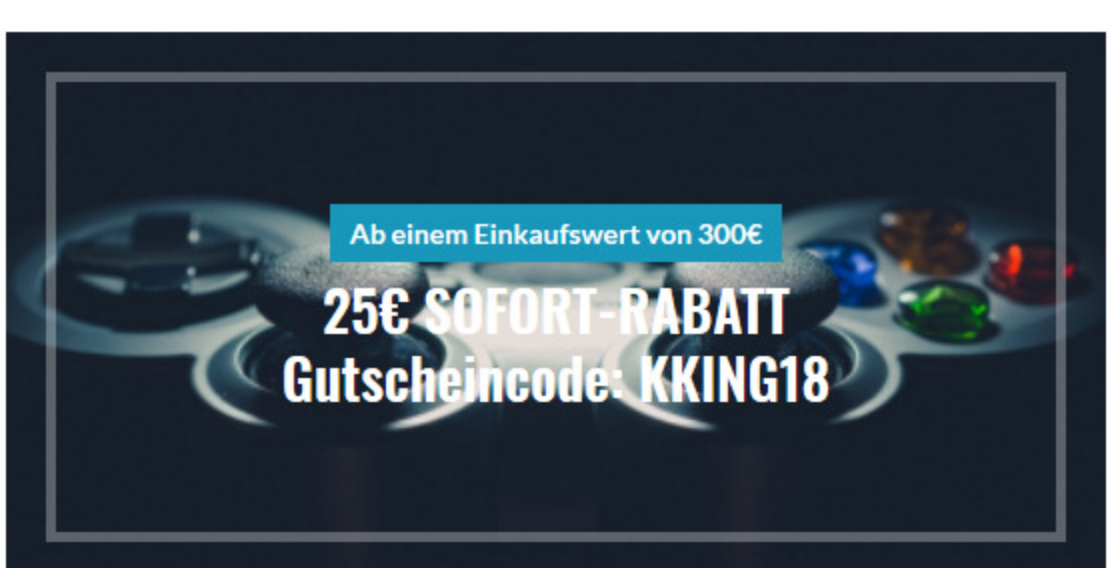 Ab einem Einkaufswert von 300€
25€ SOFORT-RABATT
Gutscheincode: KKING18